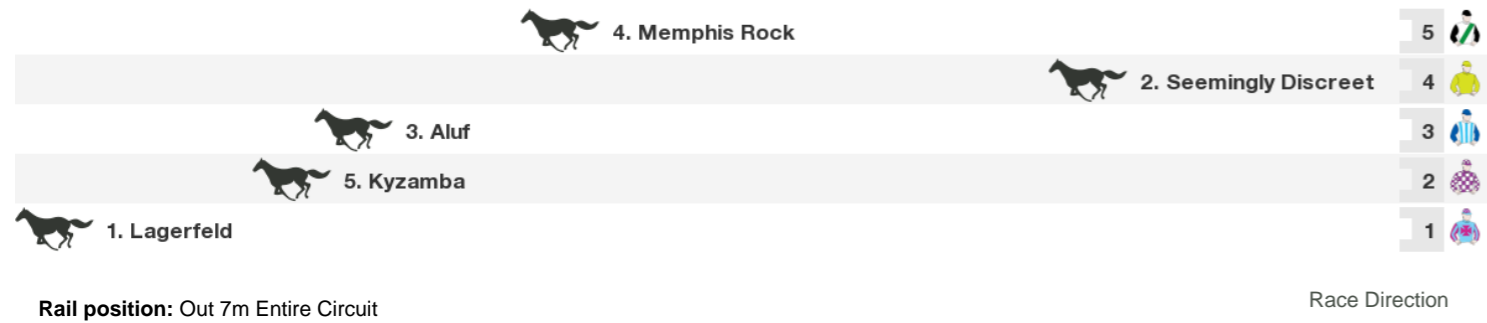 4. Memphis Rock 5
2. Seemingly Discreet 4
3. Aluf 3
5. Kyzamba 2
1. Lagerfeld 1
Rail position: Out 7m Entire Circuit
Race Direction